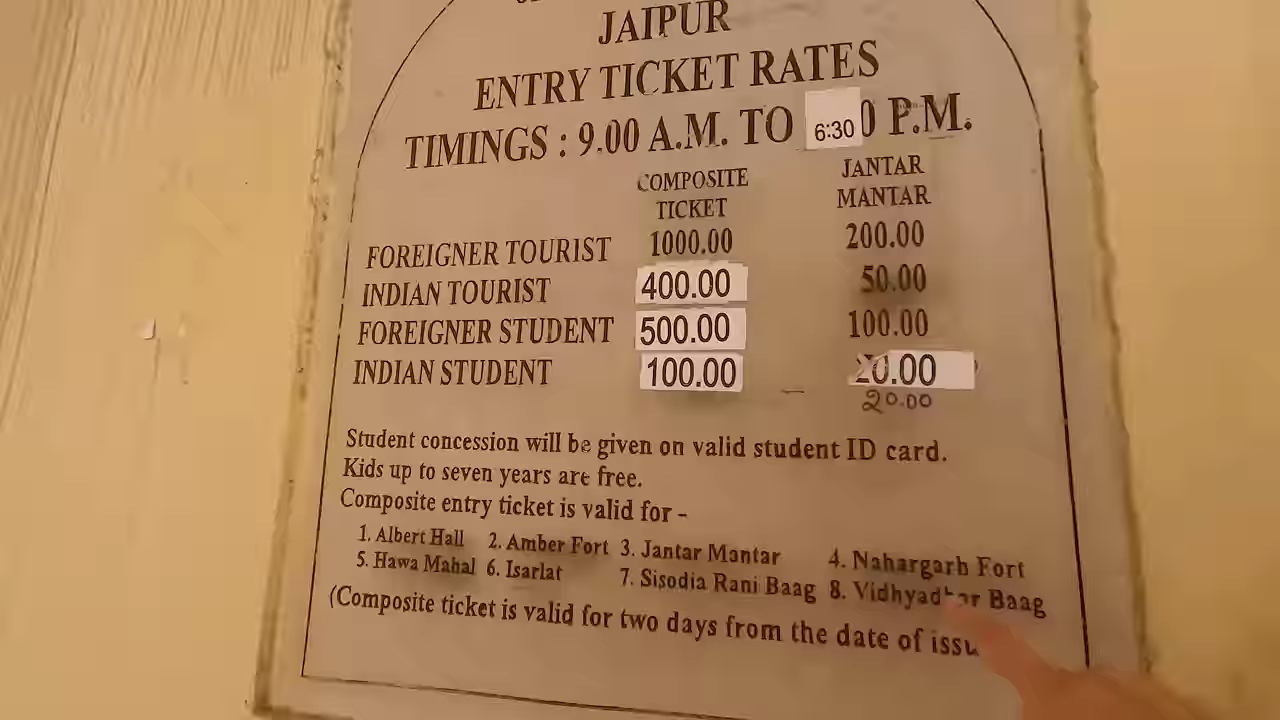 JAIPUR
ENTRY TICKET RATES
TIMINGS : 9.00 A.M. TO 6:30 0 P.M.
COMPOSITE TICKET JANTAR MANTAR
FOREIGNER TOURIST 1000.00 200.00
INDIAN TOURIST 400.00 50.00
FOREIGNER STUDENT 500.00 100.00
INDIAN STUDENT 100.00 – 20.00
20.00
Student concession will be given on valid student ID card.
Kids up to seven years are free.
Composite entry ticket is valid for -
1. Albert Hall 2. Amber Fort 3. Jantar Mantar 4. Nahargarh Fort
5. Hawa Mahal 6. Isarlat 7. Sisodia Rani Baag 8. Vidhyadhar Baag
(Composite ticket is valid for two days from the date of issu